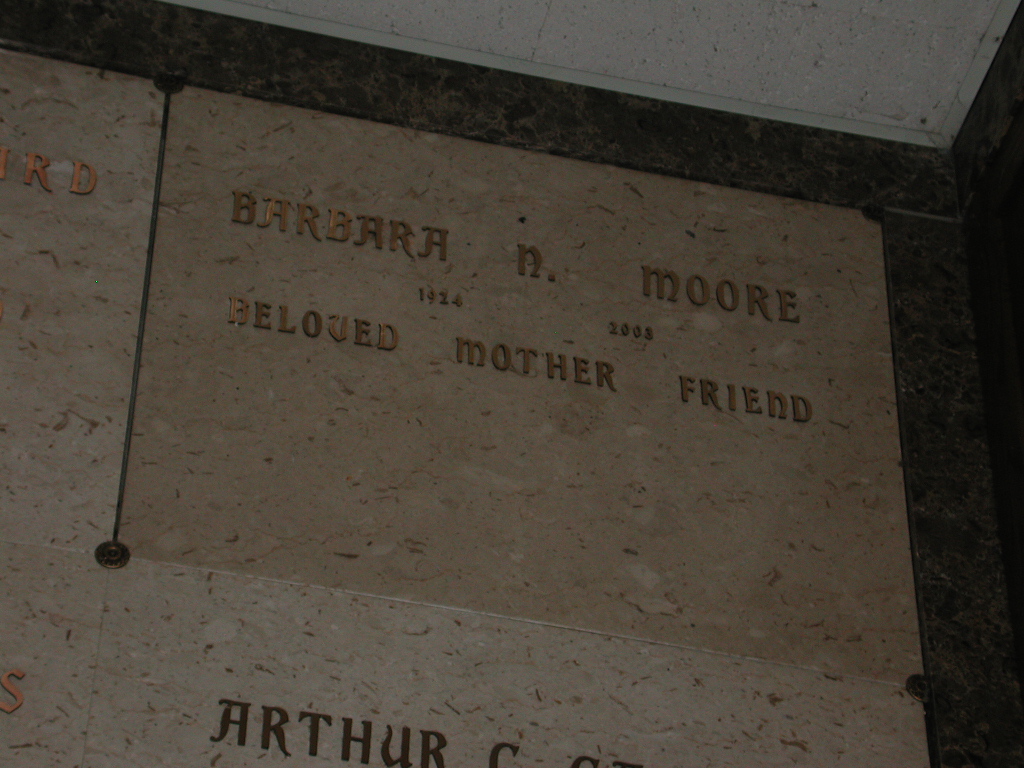 BARBARA N. MOORE
1924 2003
BELOVED MOTHER FRIEND
ARTHUR C